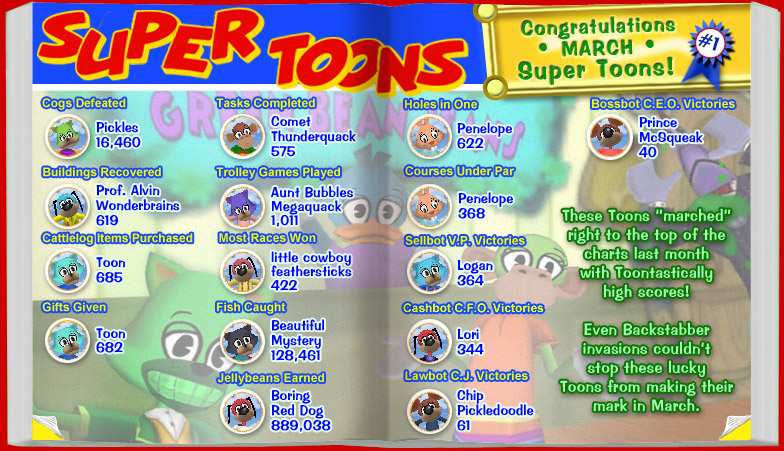 SUPER TOONS
Congratulations
• MARCH •
Super Toons!
#1
Cogs Defeated
Pickles
16,460
Buildings Recovered
Prof. Alvin
Wonderbrains
619
Cattlelog Items Purchased
Toon
685
Gifts Given
Toon
682
Tasks Completed
Comet
Thunderquack
575
Trolley Games Played
Aunt Bubbles
Megaquack
1,011
Most Races Won
little cowboy
feathersticks
422
Fish Caught
Beautiful
Mystery
128,461
Jellybeans Earned
Boring
Red Dog
889,038
Holes in One
Penelope
622
Courses Under Par
Penelope
368
Sellbot V.P. Victories
Logan
364
Cashbot C.F.O. Victories
Lori
344
Lawbot C.J. Victories
Chip
Pickledoodle
61
Bossbot C.E.O. Victories
Prince
McSqueak
40
These Toons "marched"
right to the top of the
charts last month
with Toontastically
high scores!
Even Backstabber
invasions couldn't
stop these lucky
Toons from making their
mark in March.
GREEN BEAN JEANS